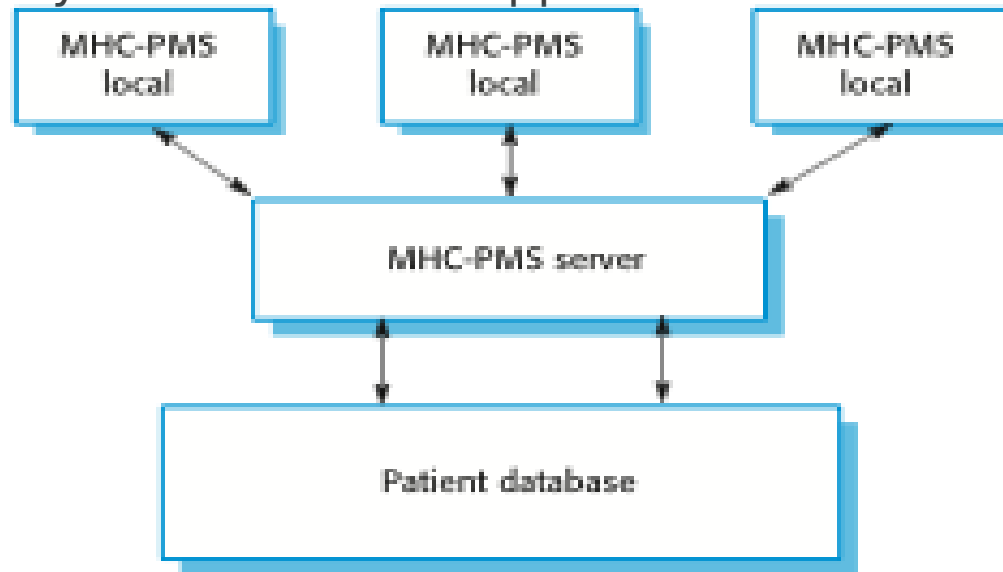 MHC-PMS
local
MHC-PMS
local
MHC-PMS
local
MHC-PMS server
Patient database